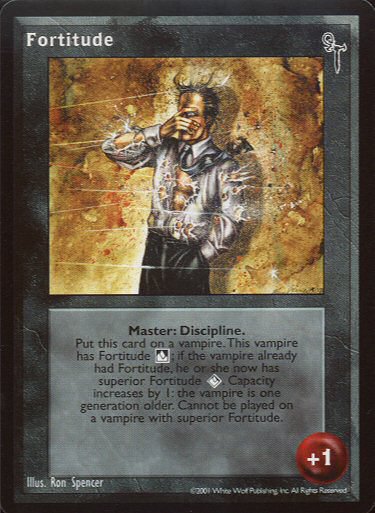 Fortitude
Master: Discipline.
Put this card on a vampire. This vampire
has Fortitude ; if the vampire already
had Fortitude, he or she now has
superior Fortitude . Capacity
increases by 1: the vampire is one
generation older. Cannot be played on
a vampire with superior Fortitude.
+1
Illus. Ron Spencer
©2001 White Wolf Publishing, Inc. All Rights Reserved.